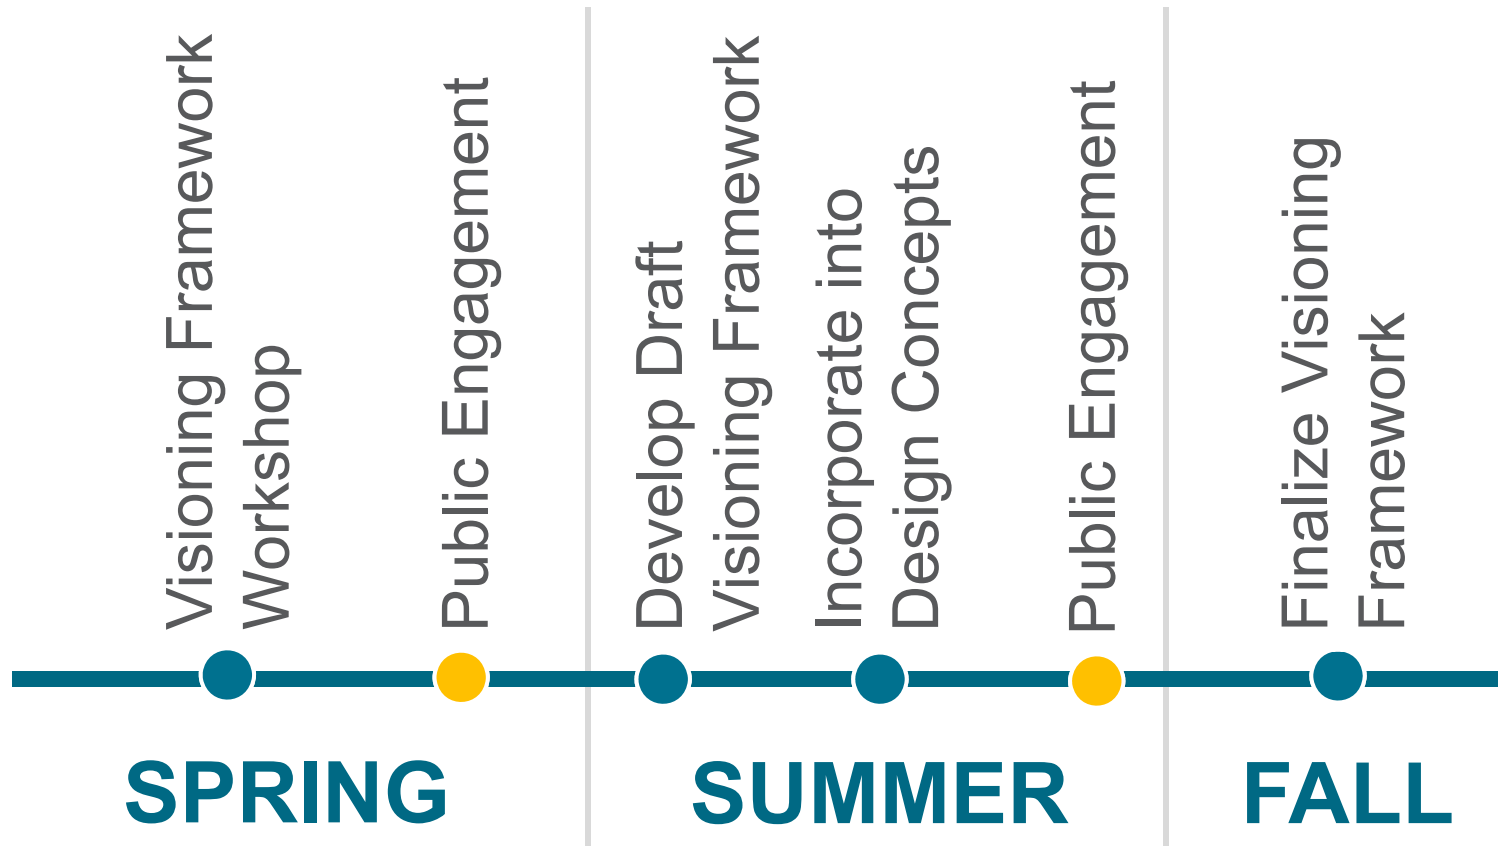 Visioning Framework
Workshop
Public Engagement
Develop Draft
Visioning Framework
Incorporate into
Design Concepts
Public Engagement
Finalize Visioning
Framework
SPRING
SUMMER
FALL